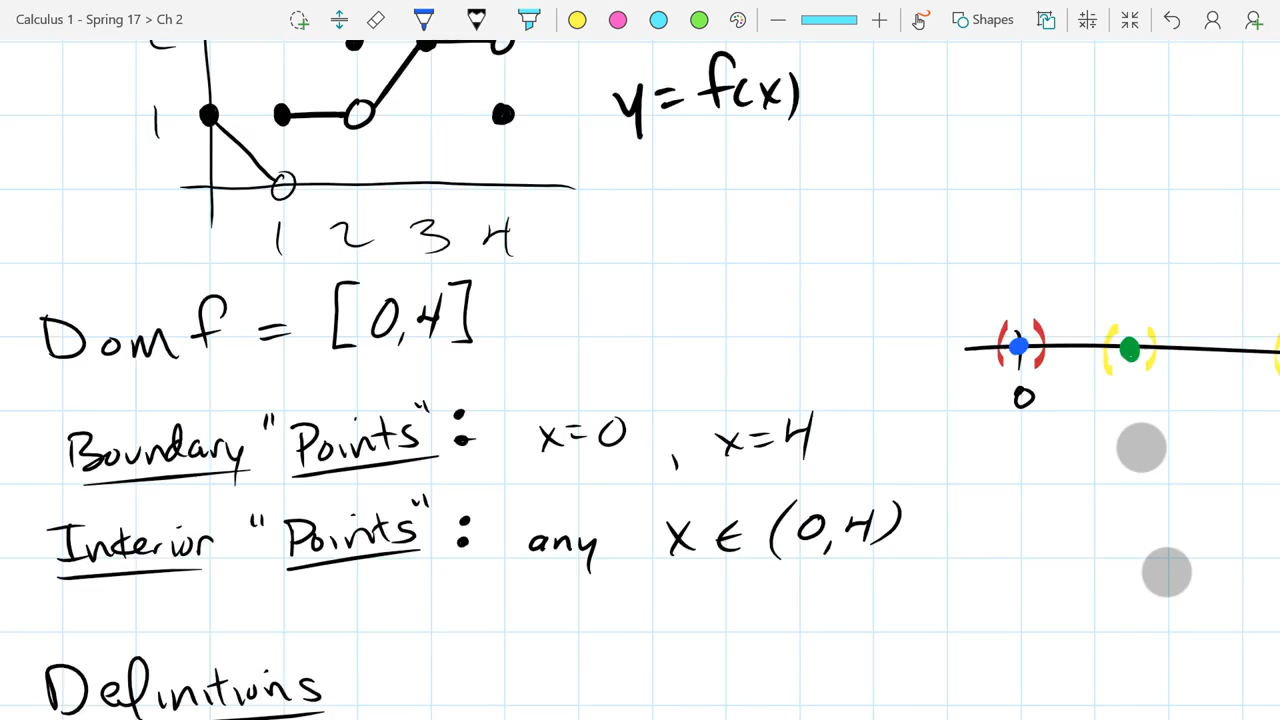 Calculus 1 - Spring 17 > Ch 2
Shapes
y = f(x)
1
1 2 3 4
Dom f = [0,4]
0
Boundary "Points" : x=0 , x=4
Interior "Points" : any x ∈ (0,4)
Definitions